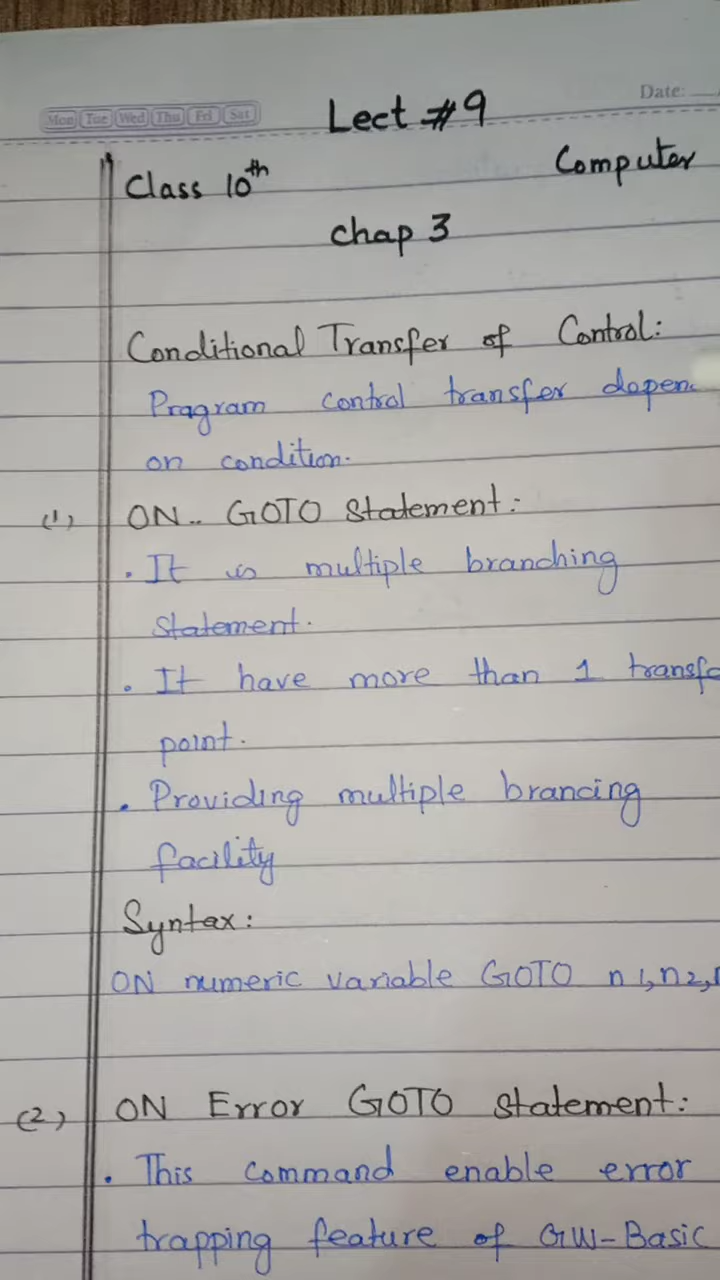 Mon Tue Wed Thu Fri Sat
Lect #9
Date:
Class 10th
Computer
Chap 3
Conditional Transfer of Control:
Pragram control transfer dapen
on condition.
(1) ON.. GOTO Statement:
. It is multiple branching
statement.
. It have more than 1 transfe
point.
. Providing multiple brancing
facility
Syntax:
ON numeric variable GOTO n1,n2,
(2) ON Error GOTO statement:
. This command enable error
trapping feature of GW-Basic